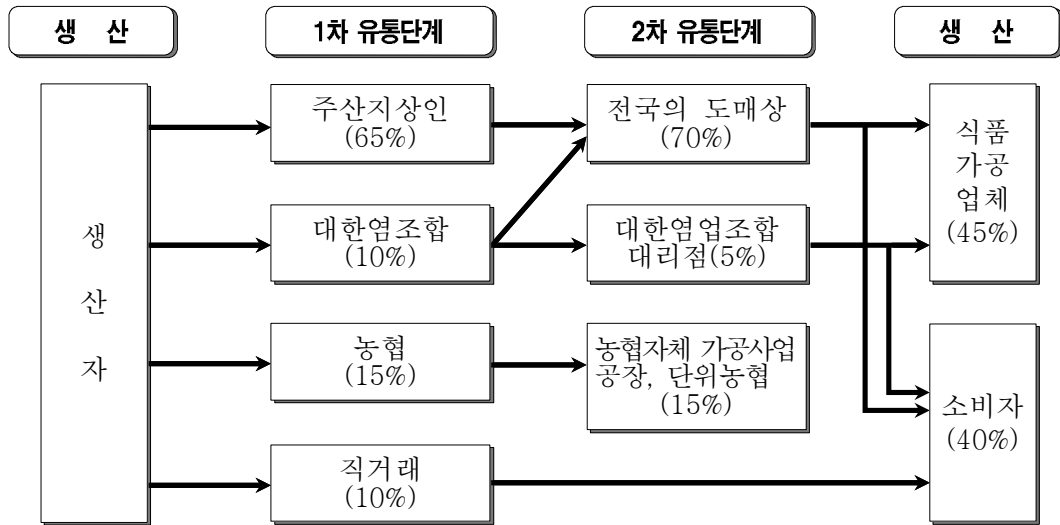 생 산
1차 유통단계
2차 유통단계
생 산
생
산
자
주산지상인
(65%)
대한염조합
(10%)
농협
(15%)
직거래
(10%)
전국의 도매상
(70%)
대한염업조합
대리점(5%)
농협자체 가공사업
공장, 단위농협
(15%)
식품
가공
업체
(45%)
소비자
(40%)